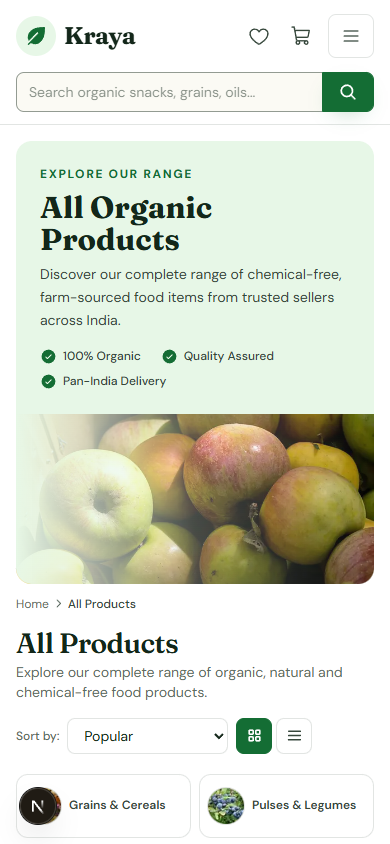 Kraya
Search organic snacks, grains, oils...
EXPLORE OUR RANGE
All Organic
Products
Discover our complete range of chemical-free,
farm-sourced food items from trusted sellers
across India.
100% Organic
Quality Assured
Pan-India Delivery
Home > All Products
All Products
Explore our complete range of organic, natural and
chemical-free food products.
Sort by: Popular
N
Grains & Cereals
Pulses & Legumes